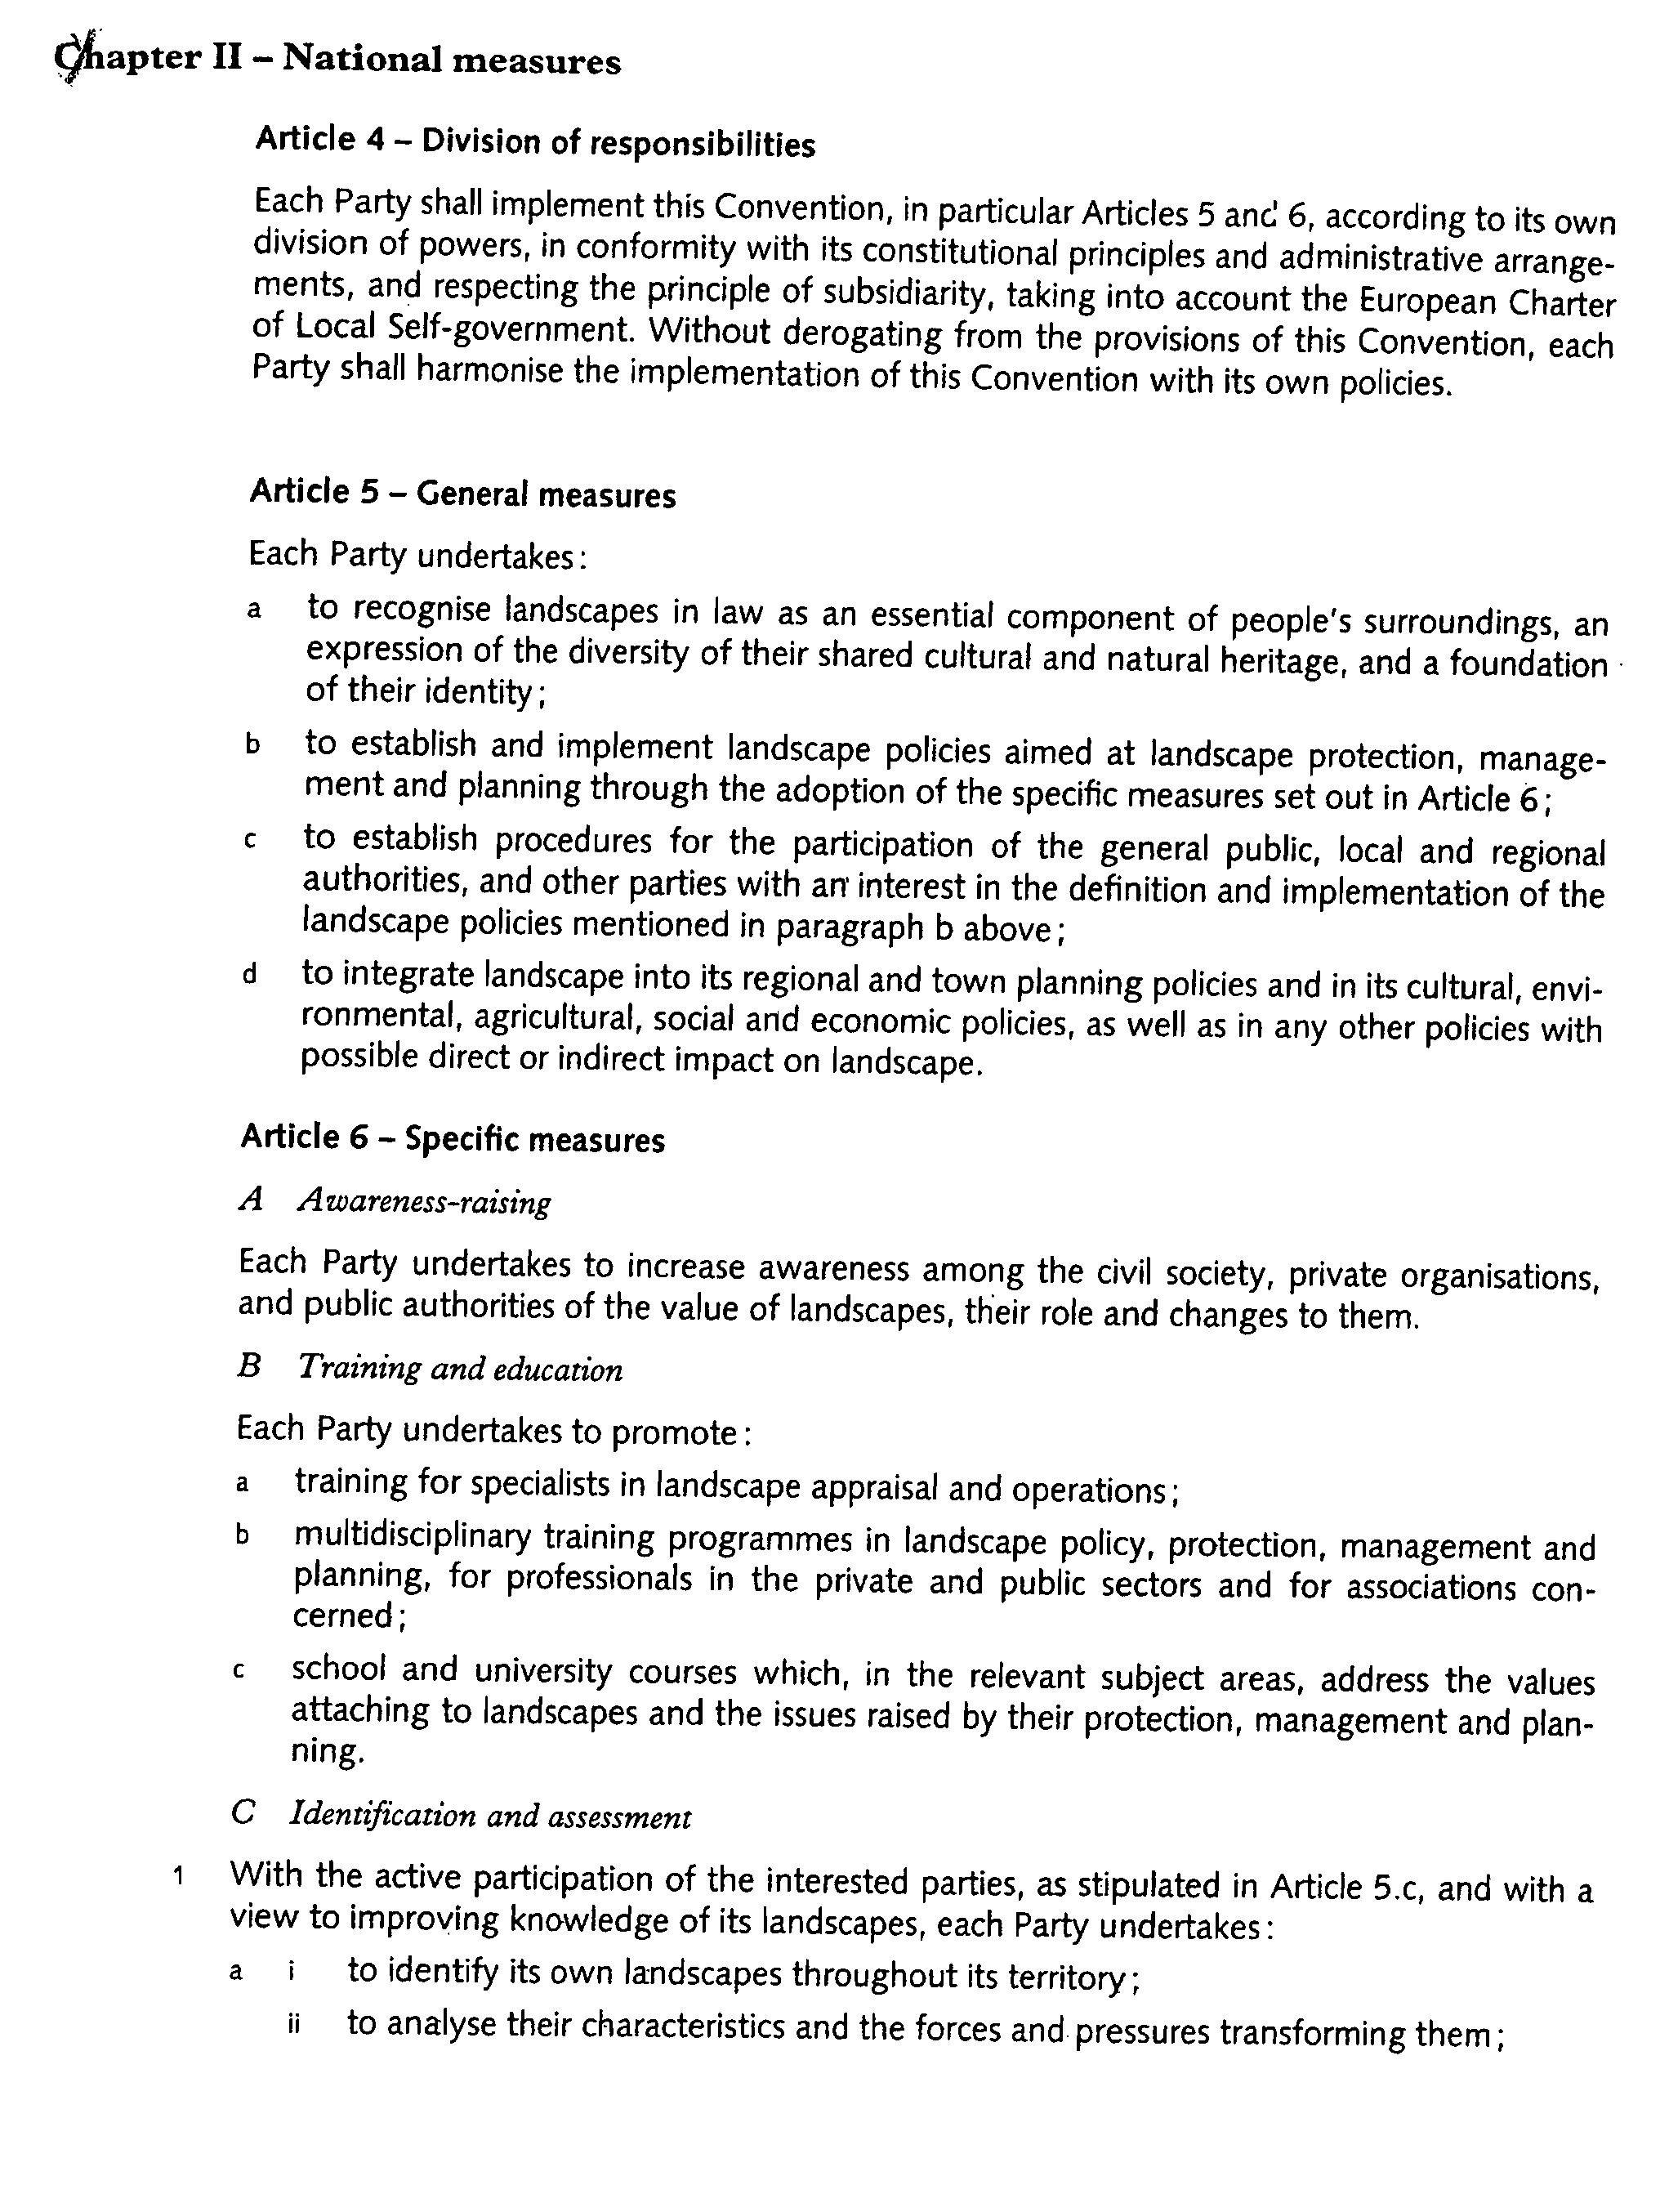 Chapter II – National measures
Article 4 – Division of responsibilities
Each Party shall implement this Convention, in particular Articles 5 and 6, according to its own
division of powers, in conformity with its constitutional principles and administrative arrange-
ments, and respecting the principle of subsidiarity, taking into account the European Charter
of Local Self-government. Without derogating from the provisions of this Convention, each
Party shall harmonise the implementation of this Convention with its own policies.
Article 5 – General measures
Each Party undertakes:
a to recognise landscapes in law as an essential component of people's surroundings, an
expression of the diversity of their shared cultural and natural heritage, and a foundation
of their identity;
b to establish and implement landscape policies aimed at landscape protection, manage-
ment and planning through the adoption of the specific measures set out in Article 6;
c to establish procedures for the participation of the general public, local and regional
authorities, and other parties with an interest in the definition and implementation of the
landscape policies mentioned in paragraph b above;
d to integrate landscape into its regional and town planning policies and in its cultural, envi-
ronmental, agricultural, social and economic policies, as well as in any other policies with
possible direct or indirect impact on landscape.
Article 6 – Specific measures
A Awareness-raising
Each Party undertakes to increase awareness among the civil society, private organisations,
and public authorities of the value of landscapes, their role and changes to them.
B Training and education
Each Party undertakes to promote:
a training for specialists in landscape appraisal and operations;
b multidisciplinary training programmes in landscape policy, protection, management and
planning, for professionals in the private and public sectors and for associations con-
cerned;
c school and university courses which, in the relevant subject areas, address the values
attaching to landscapes and the issues raised by their protection, management and plan-
ning.
C Identification and assessment
1 With the active participation of the interested parties, as stipulated in Article 5.c, and with a
view to improving knowledge of its landscapes, each Party undertakes:
a i to identify its own landscapes throughout its territory;
ii to analyse their characteristics and the forces and pressures transforming them;